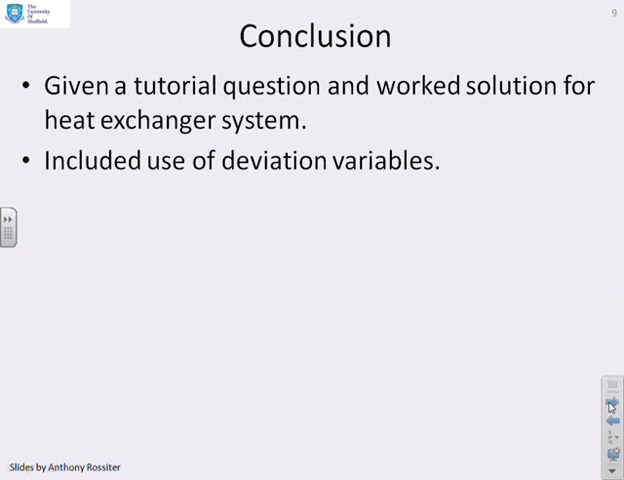 The
University
Of
Sheffield.
9
Conclusion
• Given a tutorial question and worked solution for
heat exchanger system.
• Included use of deviation variables.
Slides by Anthony Rossiter